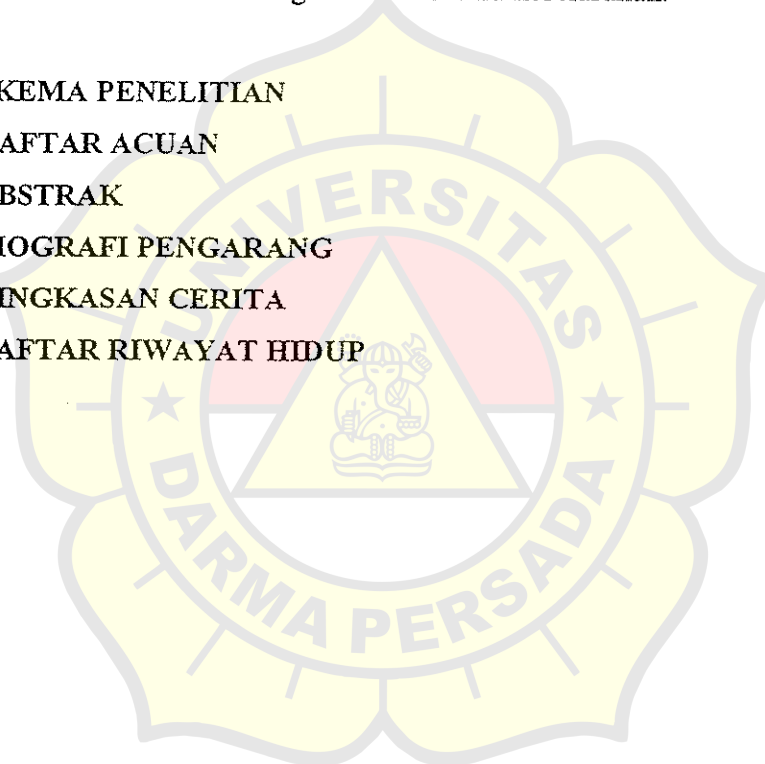 KEMA PENELITIAN
AFTAR ACUAN
BSTRAK
IOGRAFI PENGARANG
INGKASAN CERITA
AFTAR RIWAYAT HIDUP
UNIVERSITAS
DARMA PERSADA